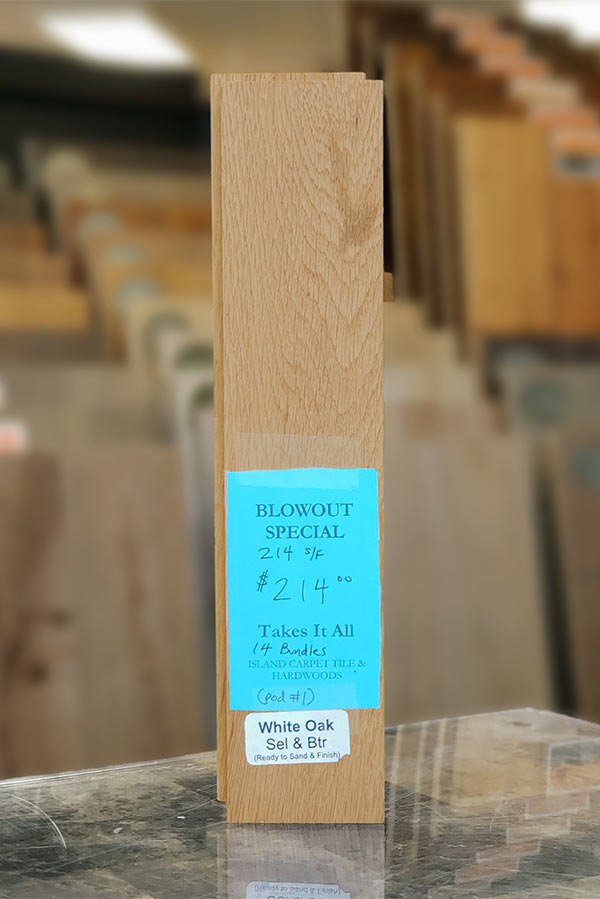 BLOWOUT
SPECIAL
214 S/F
$214.00
Takes It All
14 Bundles
ISLAND CARPET TILE &
HARDWOODS
(pod #1)
White Oak
Sel & Btr
(Ready to Sand & Finish)